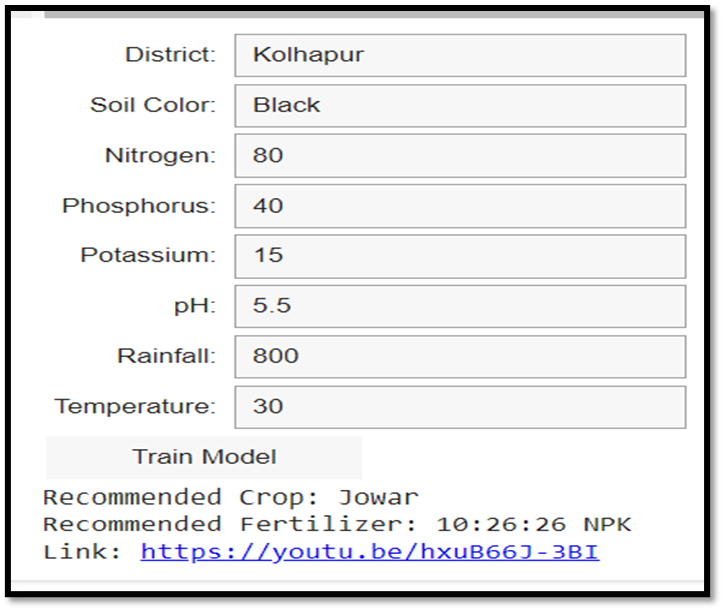 District: Kolhapur
Soil Color: Black
Nitrogen: 80
Phosphorus: 40
Potassium: 15
pH: 5.5
Rainfall: 800
Temperature: 30
Train Model
Recommended Crop: Jowar
Recommended Fertilizer: 10:26:26 NPK
Link: https://youtu.be/hxuB66J-3BI